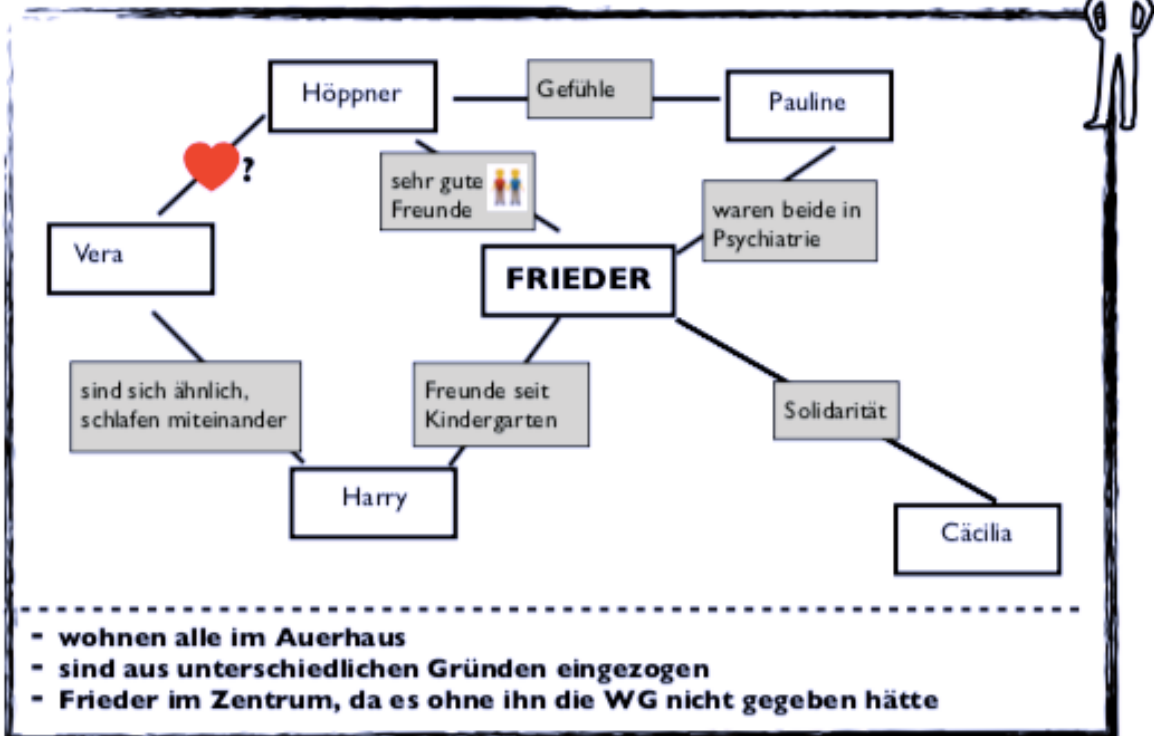 Höppner
Gefühle
Pauline
?
sehr gute
Freunde
waren beide in
Psychiatrie
Vera
FRIEDER
sind sich ähnlich,
schlafen miteinander
Freunde seit
Kindergarten
Solidarität
Harry
Cäcilia
- wohnen alle im Auerhaus
- sind aus unterschiedlichen Gründen eingezogen
- Frieder im Zentrum, da es ohne ihn die WG nicht gegeben hätte